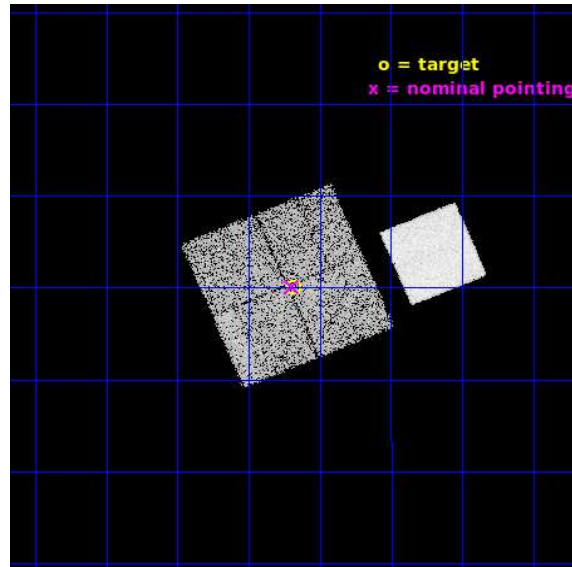 o = target
x = nominal pointing